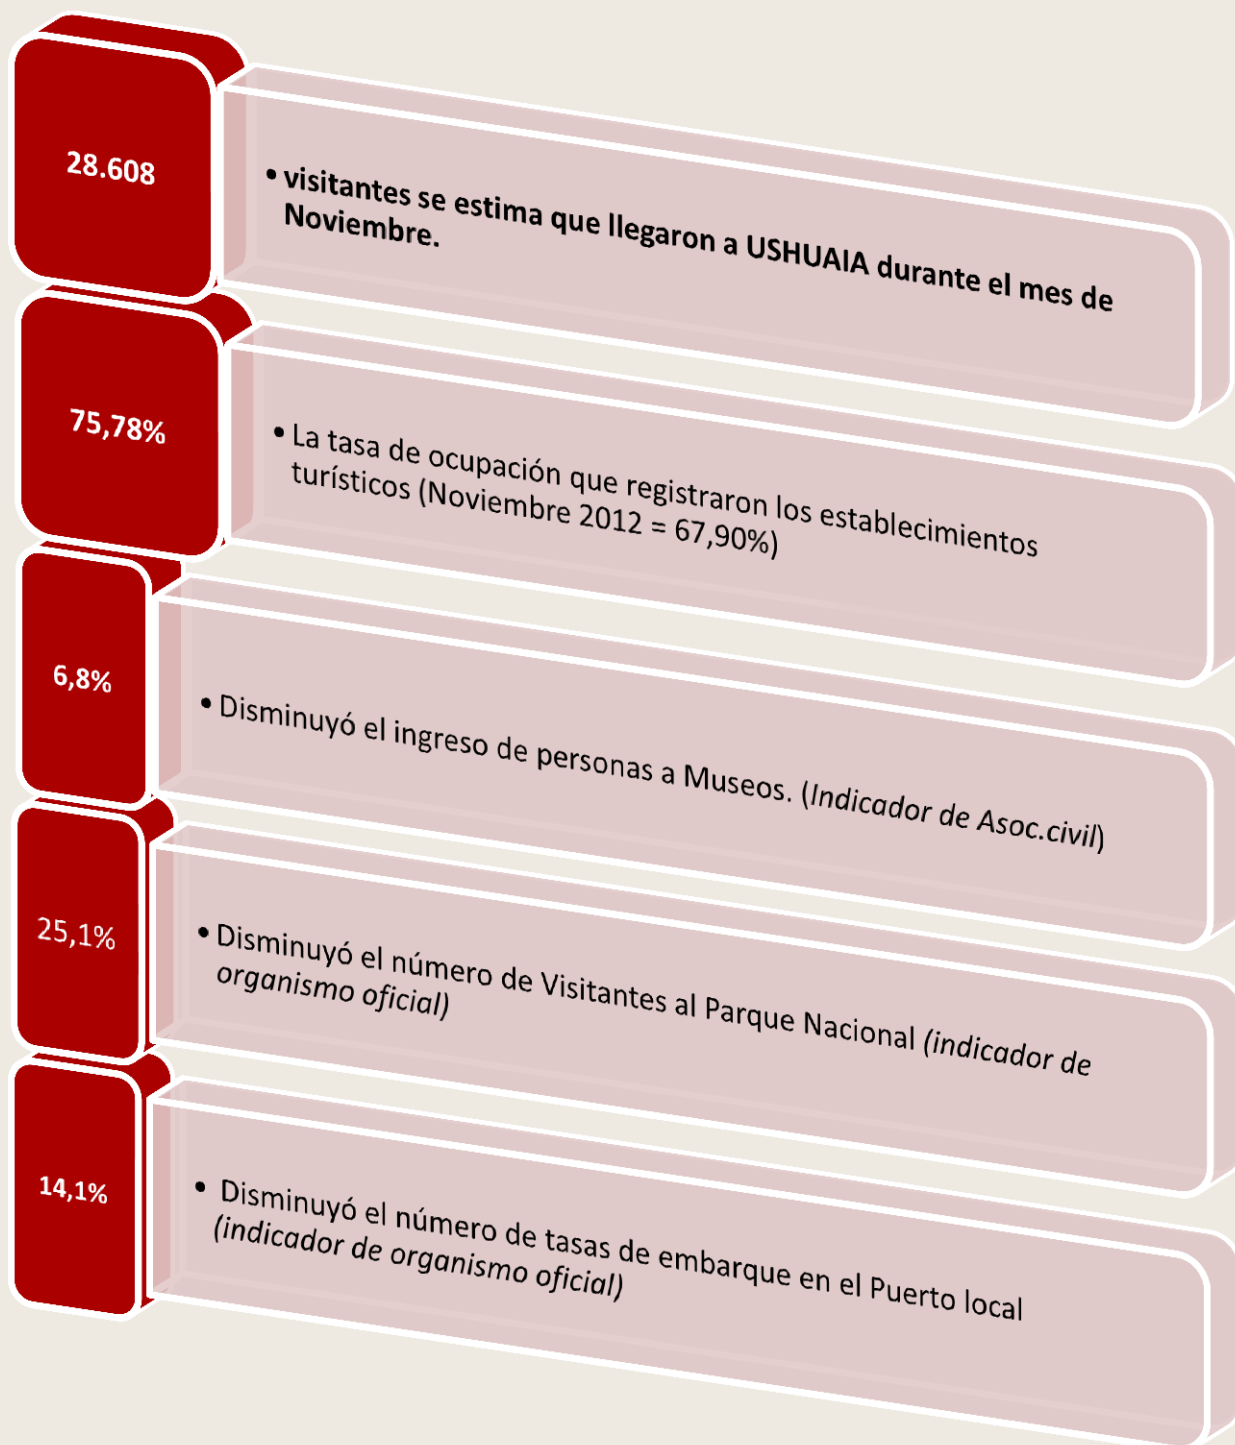 28.608
• visitantes se estima que llegaron a USHUAIA durante el mes de
Noviembre.
75,78%
• La tasa de ocupación que registraron los establecimientos
turísticos (Noviembre 2012 = 67,90%)
6,8%
• Disminuyó el ingreso de personas a Museos. (Indicador de Asoc.civil)
25,1%
• Disminuyó el número de Visitantes al Parque Nacional (indicador de
organismo oficial)
14,1%
• Disminuyó el número de tasas de embarque en el Puerto local
(indicador de organismo oficial)